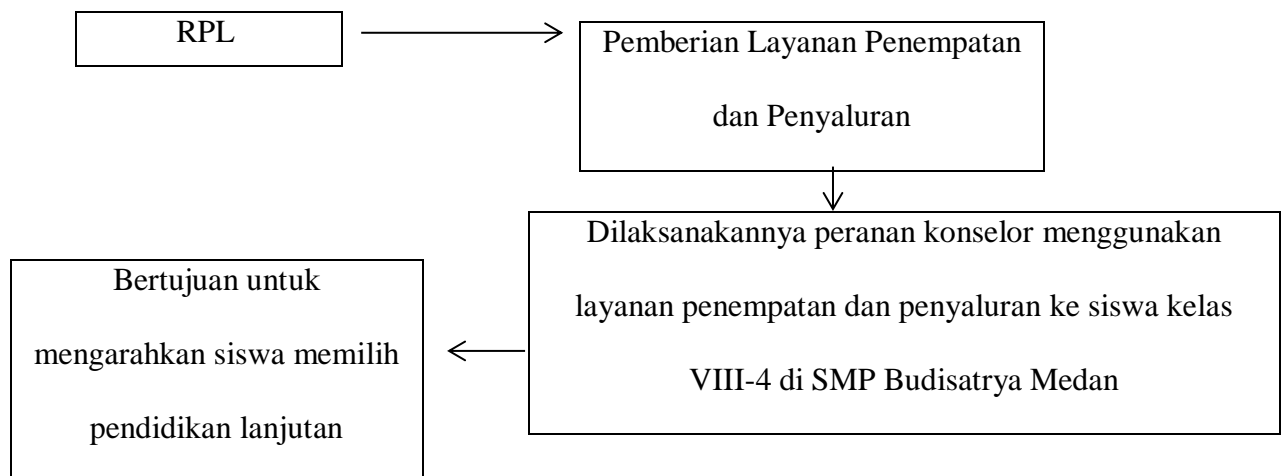 RPL
Pemberian Layanan Penempatan
dan Penyaluran
Dilaksanakannya peranan konselor menggunakan
layanan penempatan dan penyaluran ke siswa kelas
VIII-4 di SMP Budisatrya Medan
Bertujuan untuk
mengarahkan siswa memilih
pendidikan lanjutan